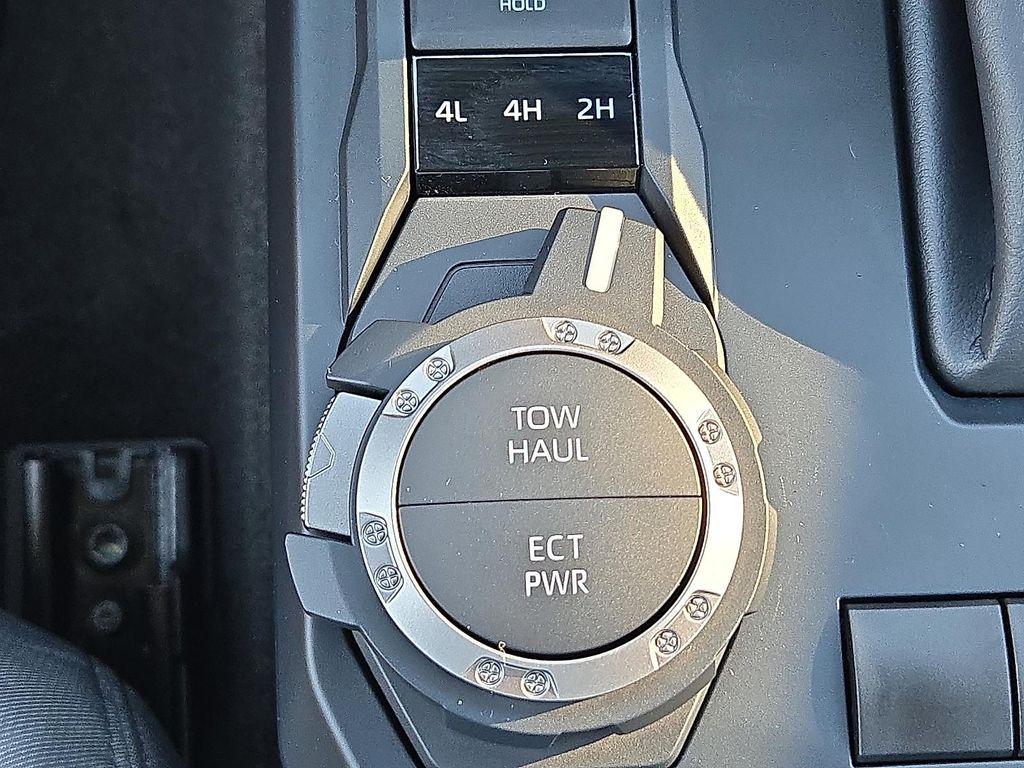 HOLD
4L 4H 2H
TOW
HAUL
ECT
PWR